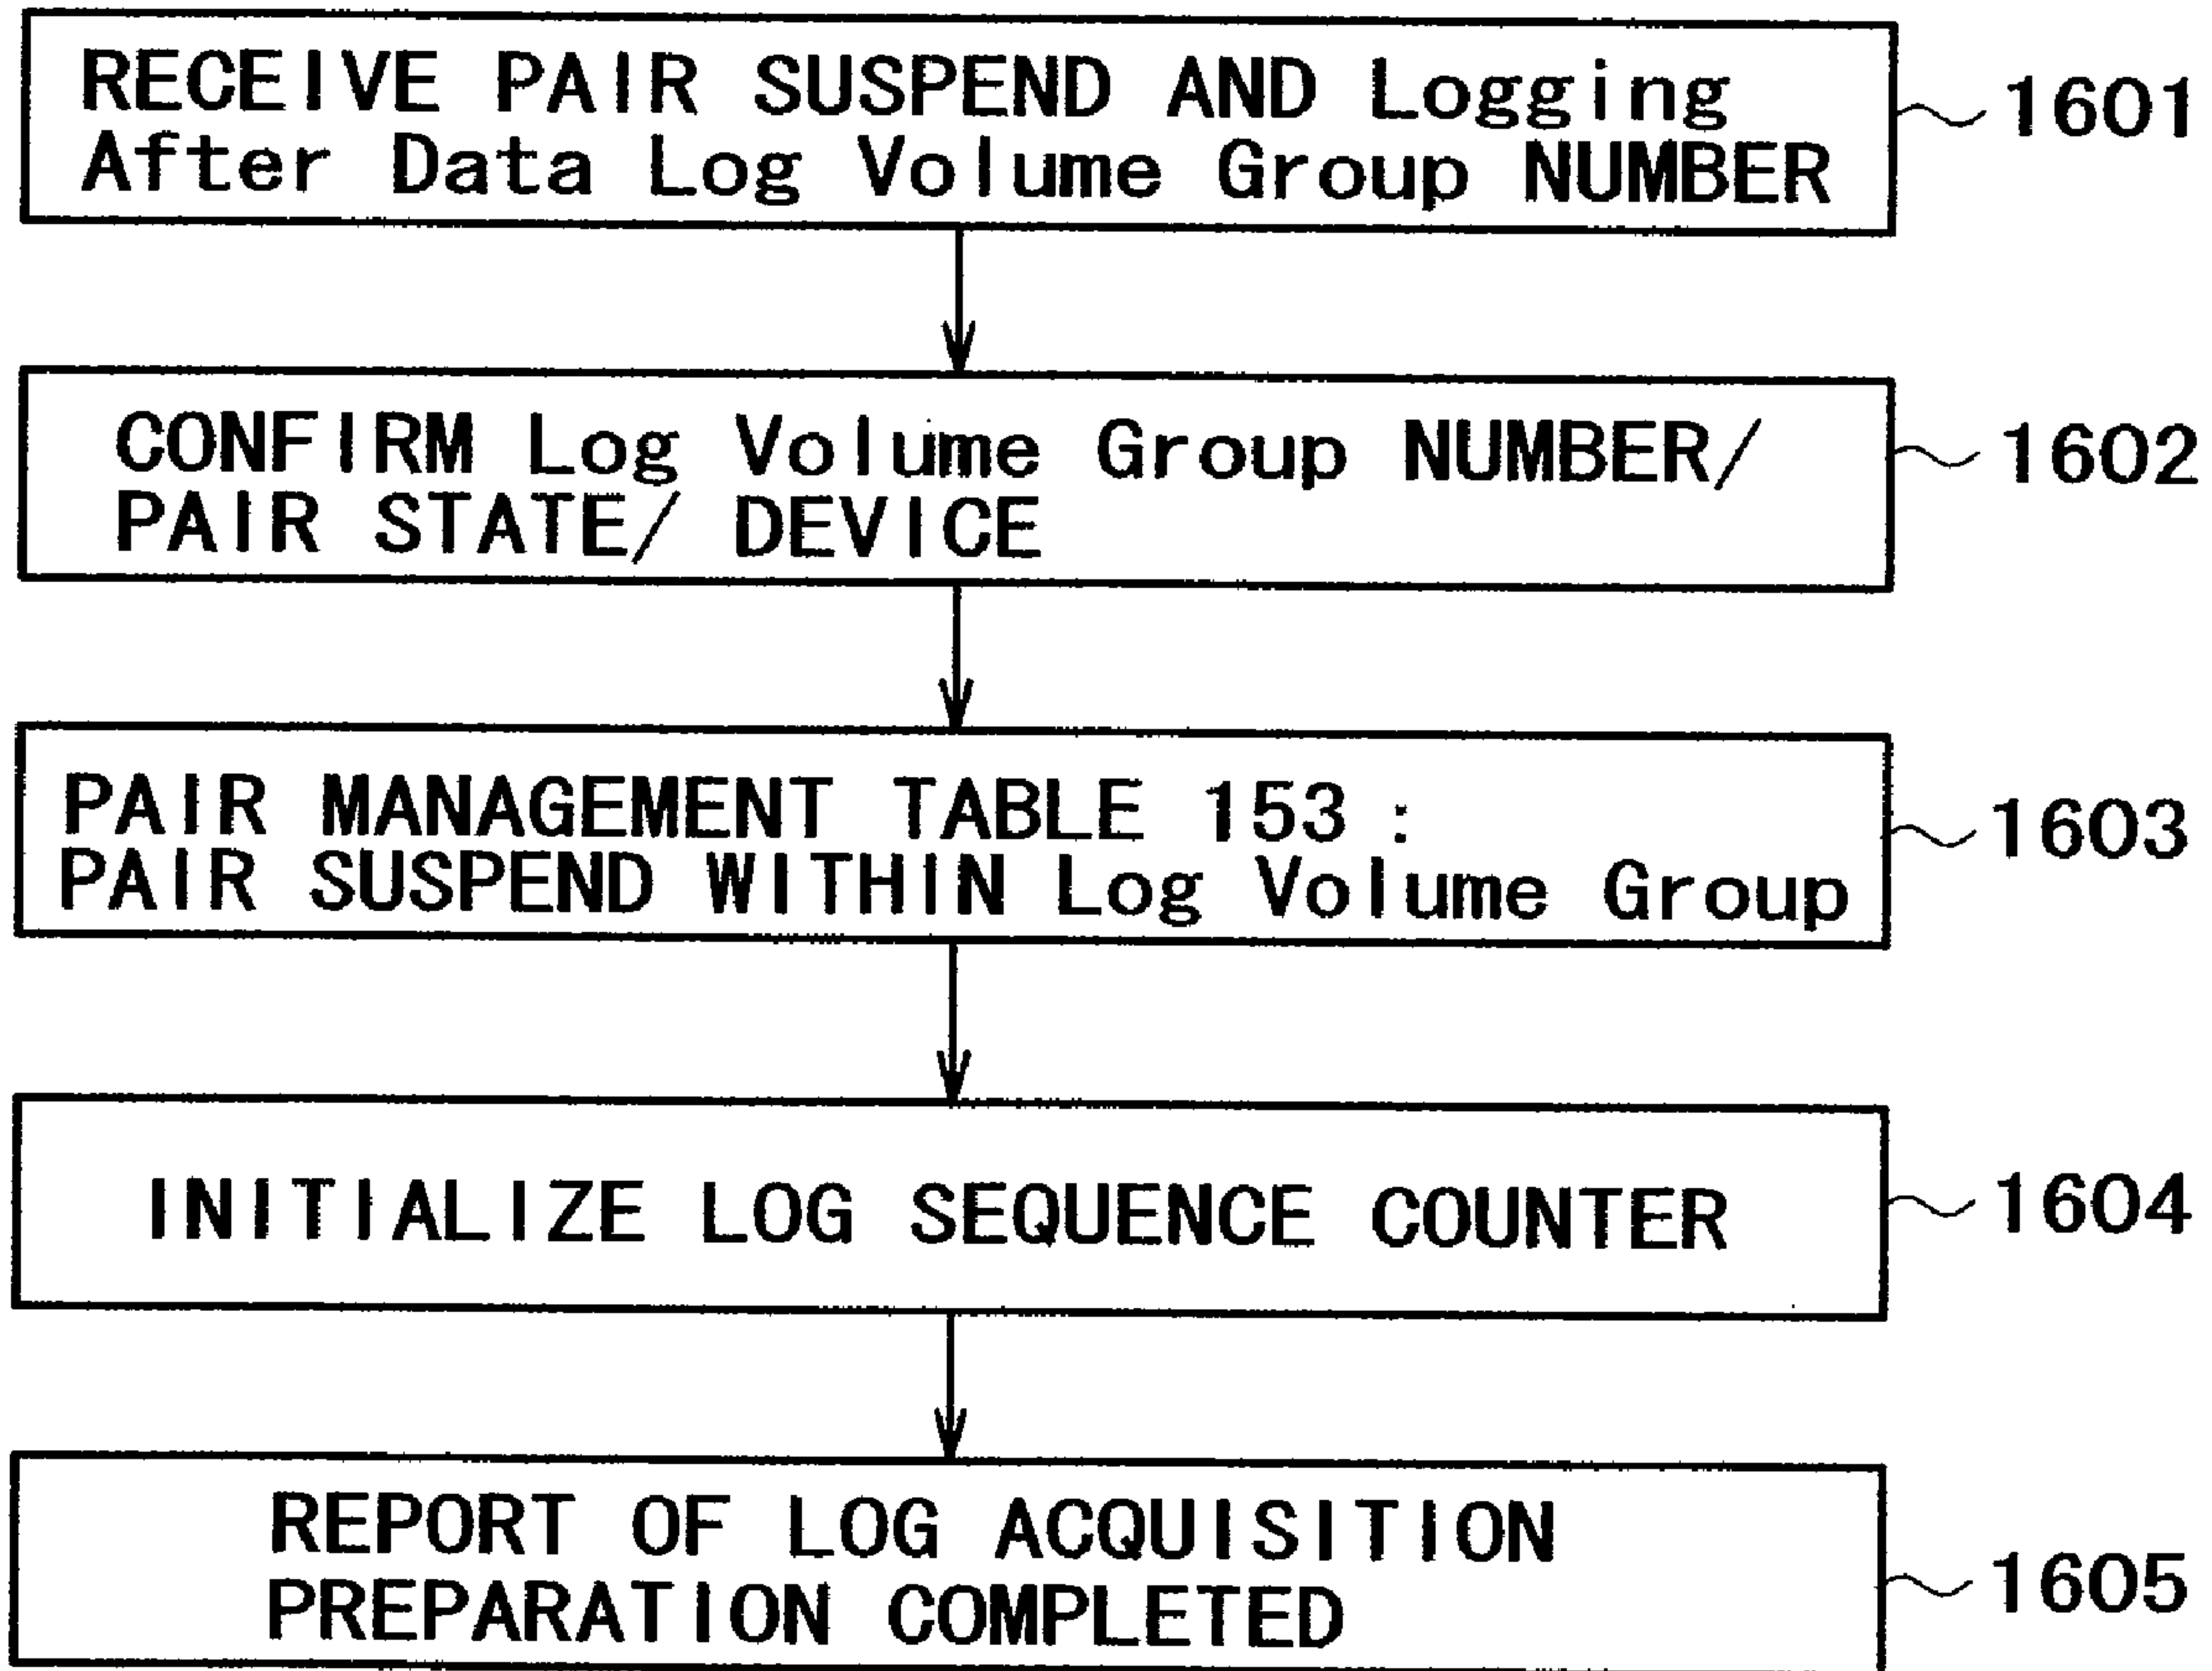 RECEIVE PAIR SUSPEND AND Logging
After Data Log Volume Group NUMBER
1601
CONFIRM Log Volume Group NUMBER/
PAIR STATE/ DEVICE
1602
PAIR MANAGEMENT TABLE 153 :
PAIR SUSPEND WITHIN Log Volume Group
1603
INITIALIZE LOG SEQUENCE COUNTER
1604
REPORT OF LOG ACQUISITION
PREPARATION COMPLETED
1605